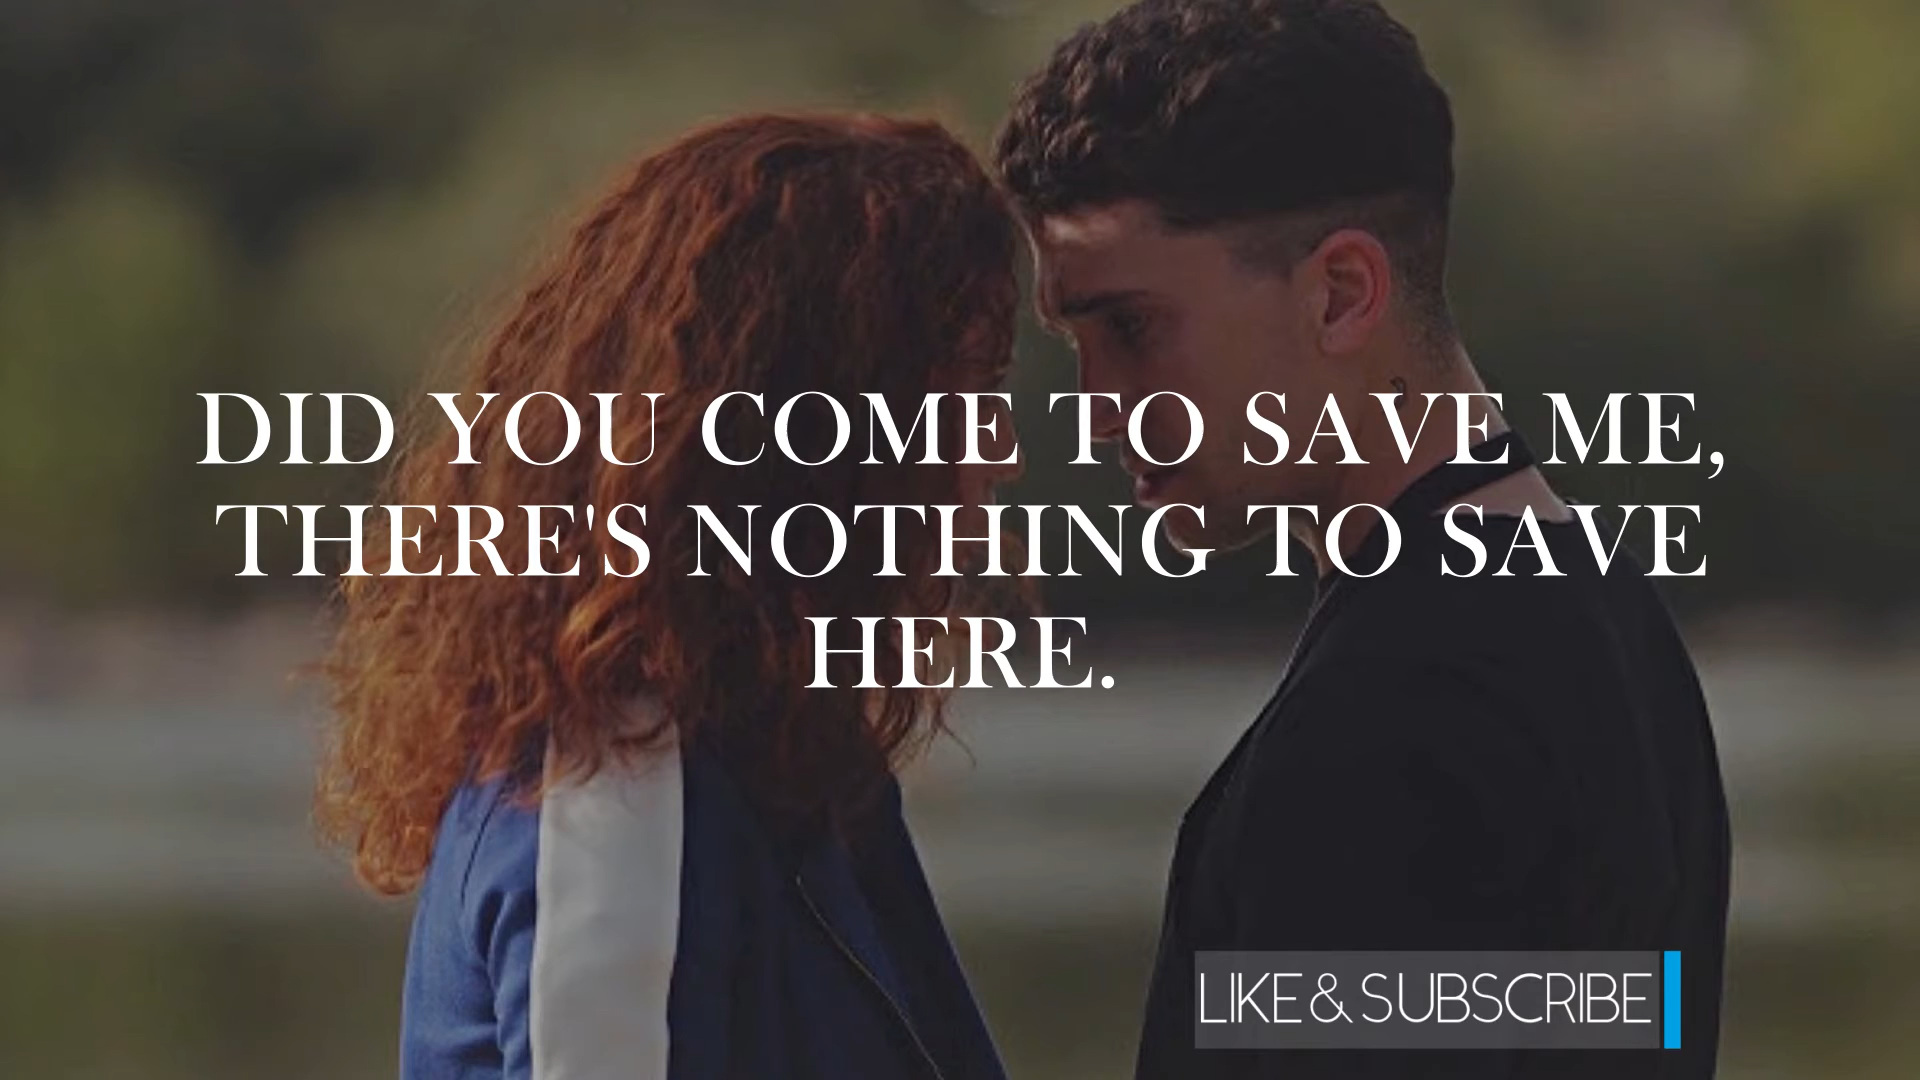 DID YOU COME TO SAVE ME,
THERE'S NOTHING TO SAVE
HERE.
LIKE & SUBSCRIBE